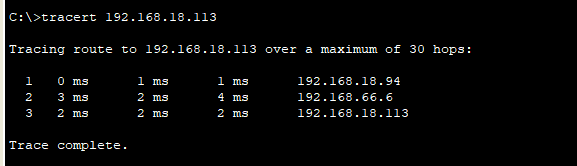 C:\>tracert 192.168.18.113
Tracing route to 192.168.18.113 over a maximum of 30 hops:
1 0 ms 1 ms 1 ms 192.168.18.94
2 3 ms 2 ms 4 ms 192.168.66.6
3 2 ms 2 ms 2 ms 192.168.18.113
Trace complete.